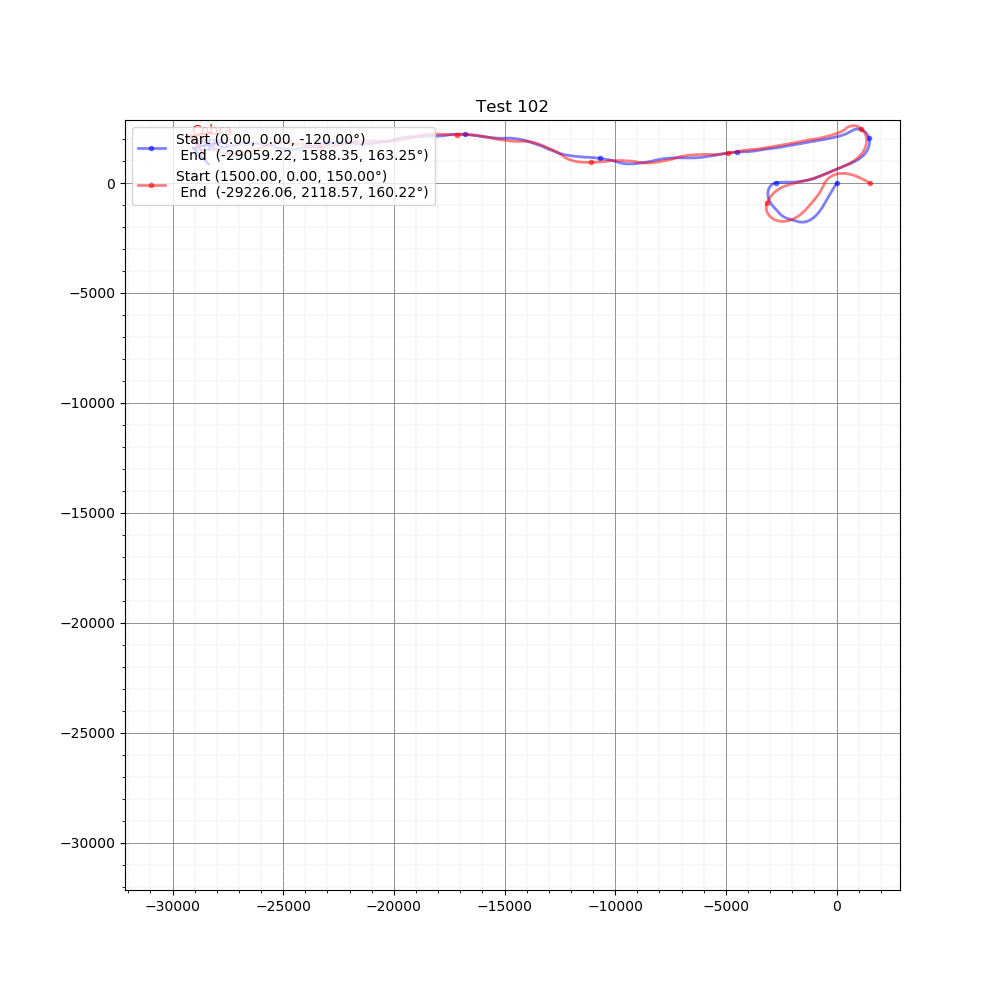 Test 102
Cobra
Start (0.00, 0.00, -120.00°)
End (-29059.22, 1588.35, 163.25°)
Start (1500.00, 0.00, 150.00°)
End (-29226.06, 2118.57, 160.22°)
0
−5000
−10000
−15000
−20000
−25000
−30000
−30000 −25000 −20000 −15000 −10000 −5000 0